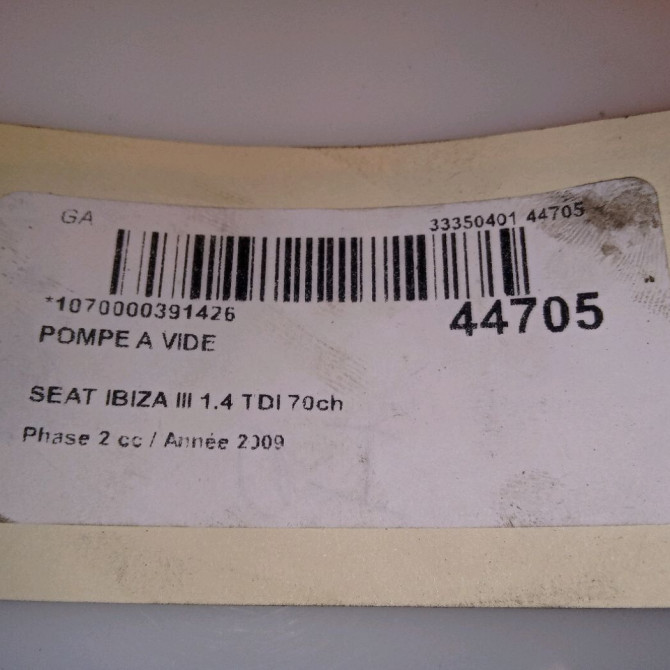 GA
33350401 44705
*1070000391426
44705
POMPE A VIDE
SEAT IBIZA III 1.4 TDI 70ch
Phase 2 cc / Année 2009